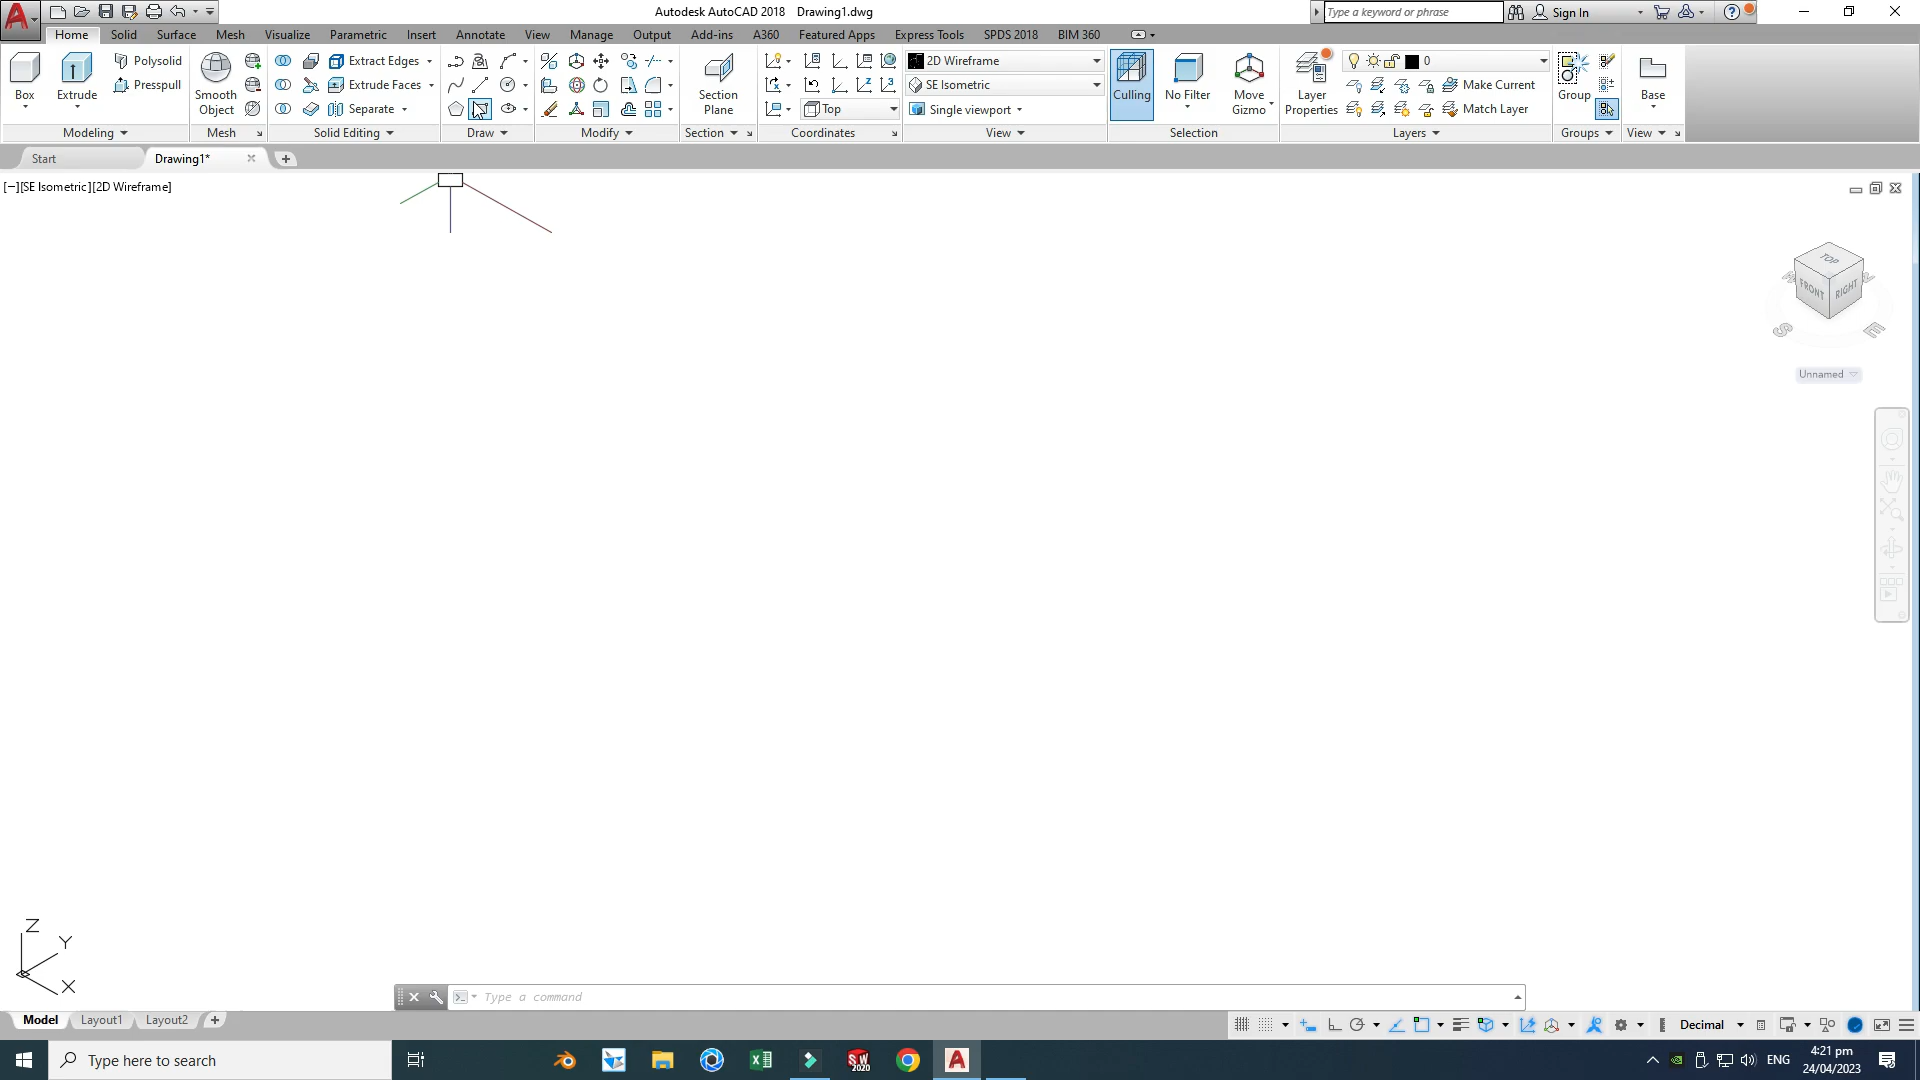 Autodesk AutoCAD 2018 Drawing1.dwg
Type a keyword or phrase
Sign In
Home Solid Surface Mesh Visualize Parametric Insert Annotate View Manage Output Add-ins A360 Featured Apps Express Tools SPDS 2018 BIM 360
Box
Extrude
Polysolid
Presspull
Modeling
Smooth Object
Mesh
Extract Edges
Extrude Faces
Separate
Solid Editing
Draw
Modify
Section Plane
Section
Top
Coordinates
2D Wireframe
SE Isometric
Single viewport
View
Culling
No Filter
Move Gizmo
Selection
Layer Properties
0
Make Current
Match Layer
Layers
Group
Groups
Base
View
Start
Drawing1*
[−][SE Isometric][2D Wireframe]
TOP
FRONT
RIGHT
S
E
Unnamed
Z
Y
X
Type a command
Model Layout1 Layout2
Decimal
Type here to search
SW
2020
ENG
4:21 pm
24/04/2023